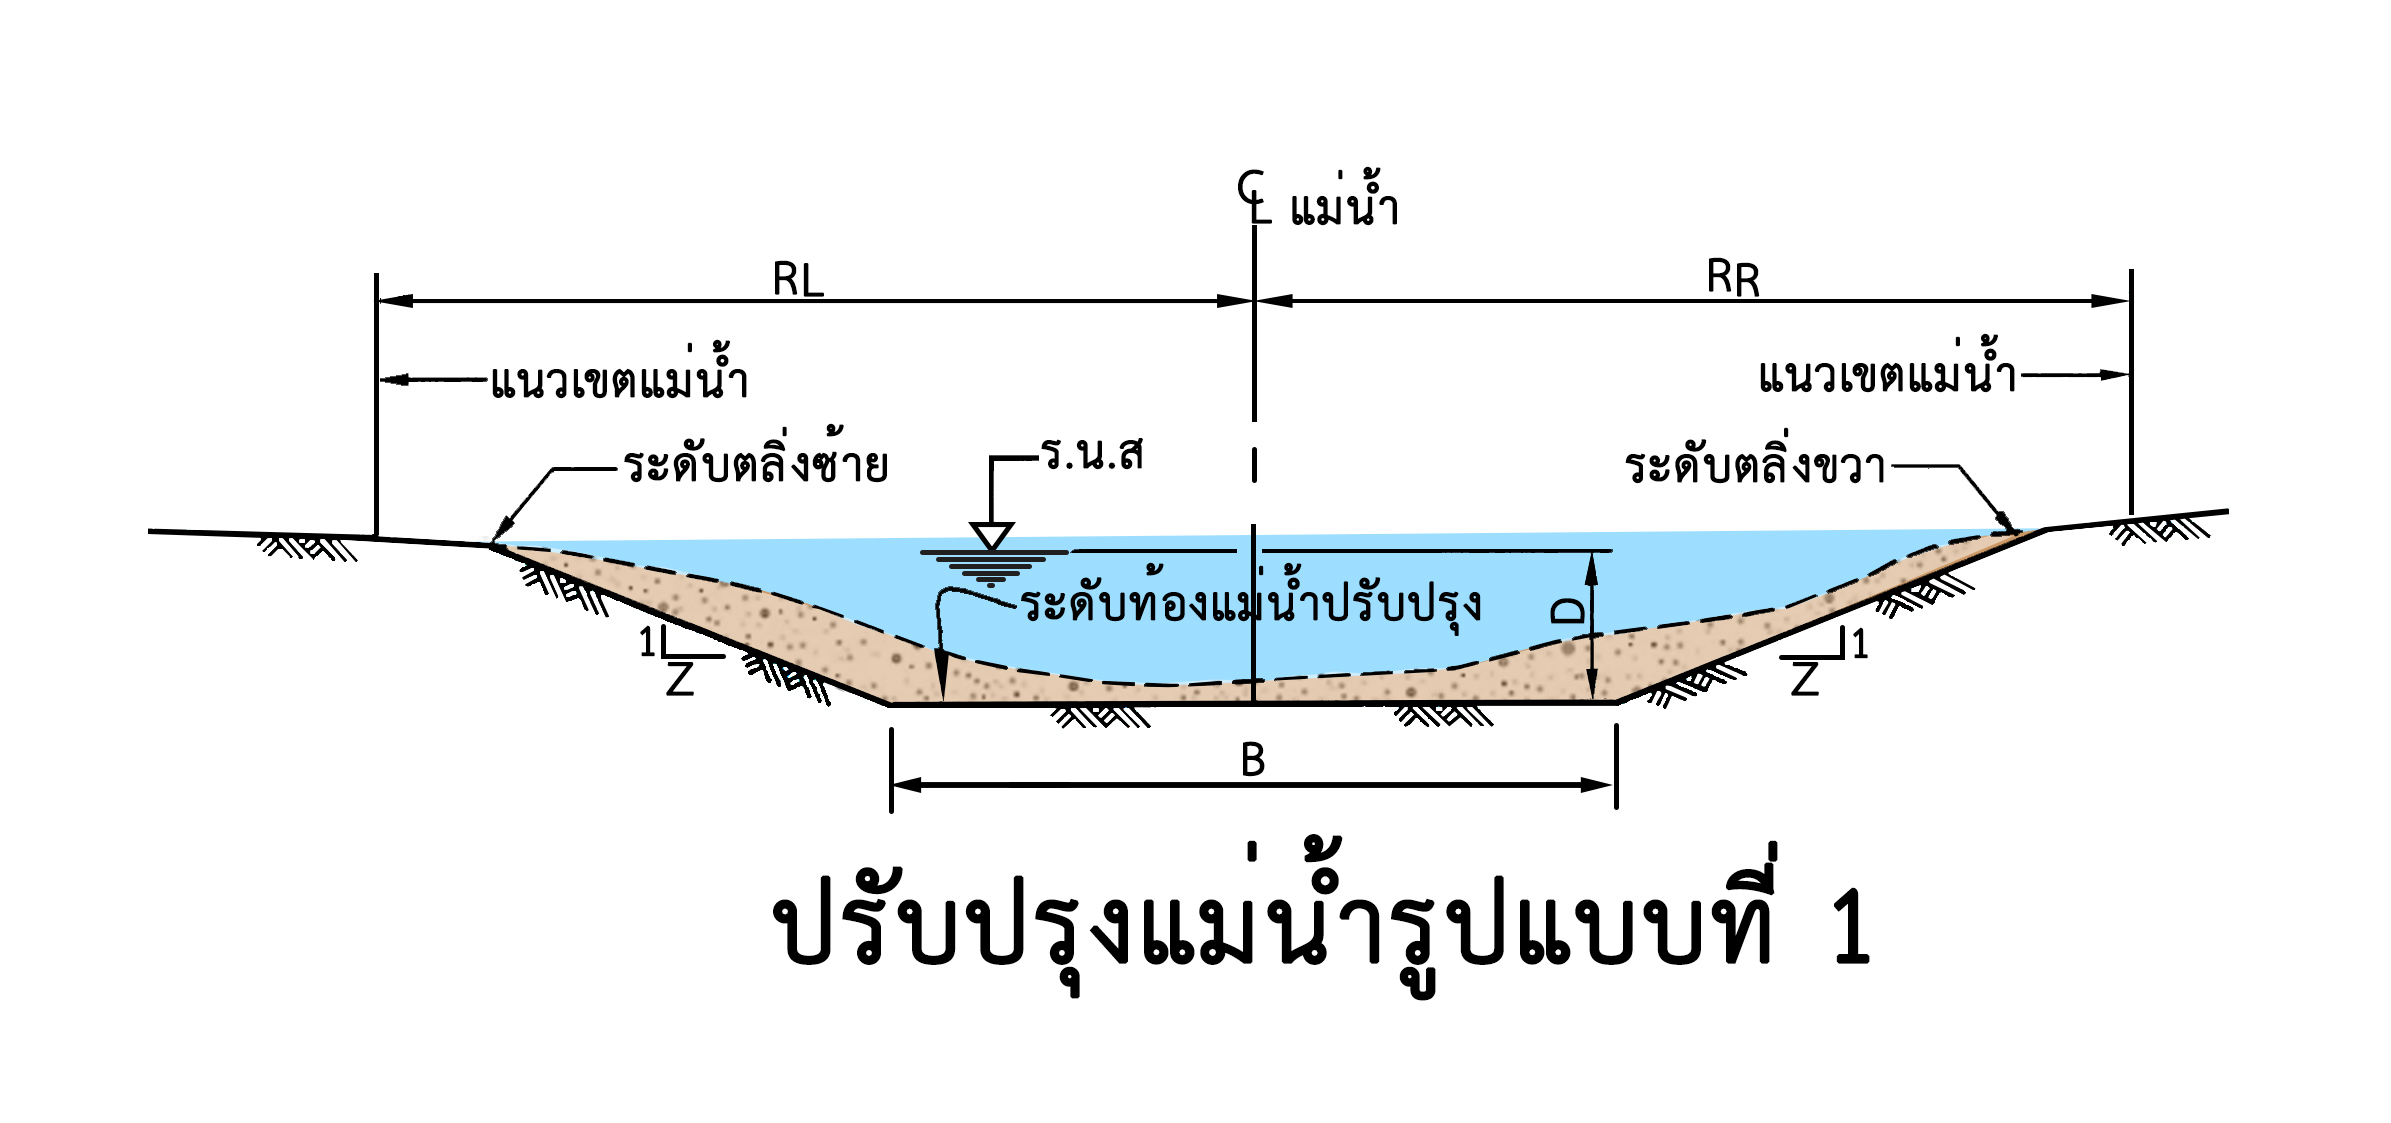 ℄ แม่น้ำ
RL
RR
แนวเขตแม่น้ำ
แนวเขตแม่น้ำ
ระดับตลิ่งซ้าย
ร.น.ส
ระดับตลิ่งขวา
ระดับท้องแม่น้ำปรับปรุง
D
1
Z
1
Z
B
ปรับปรุงแม่น้ำรูปแบบที่ 1